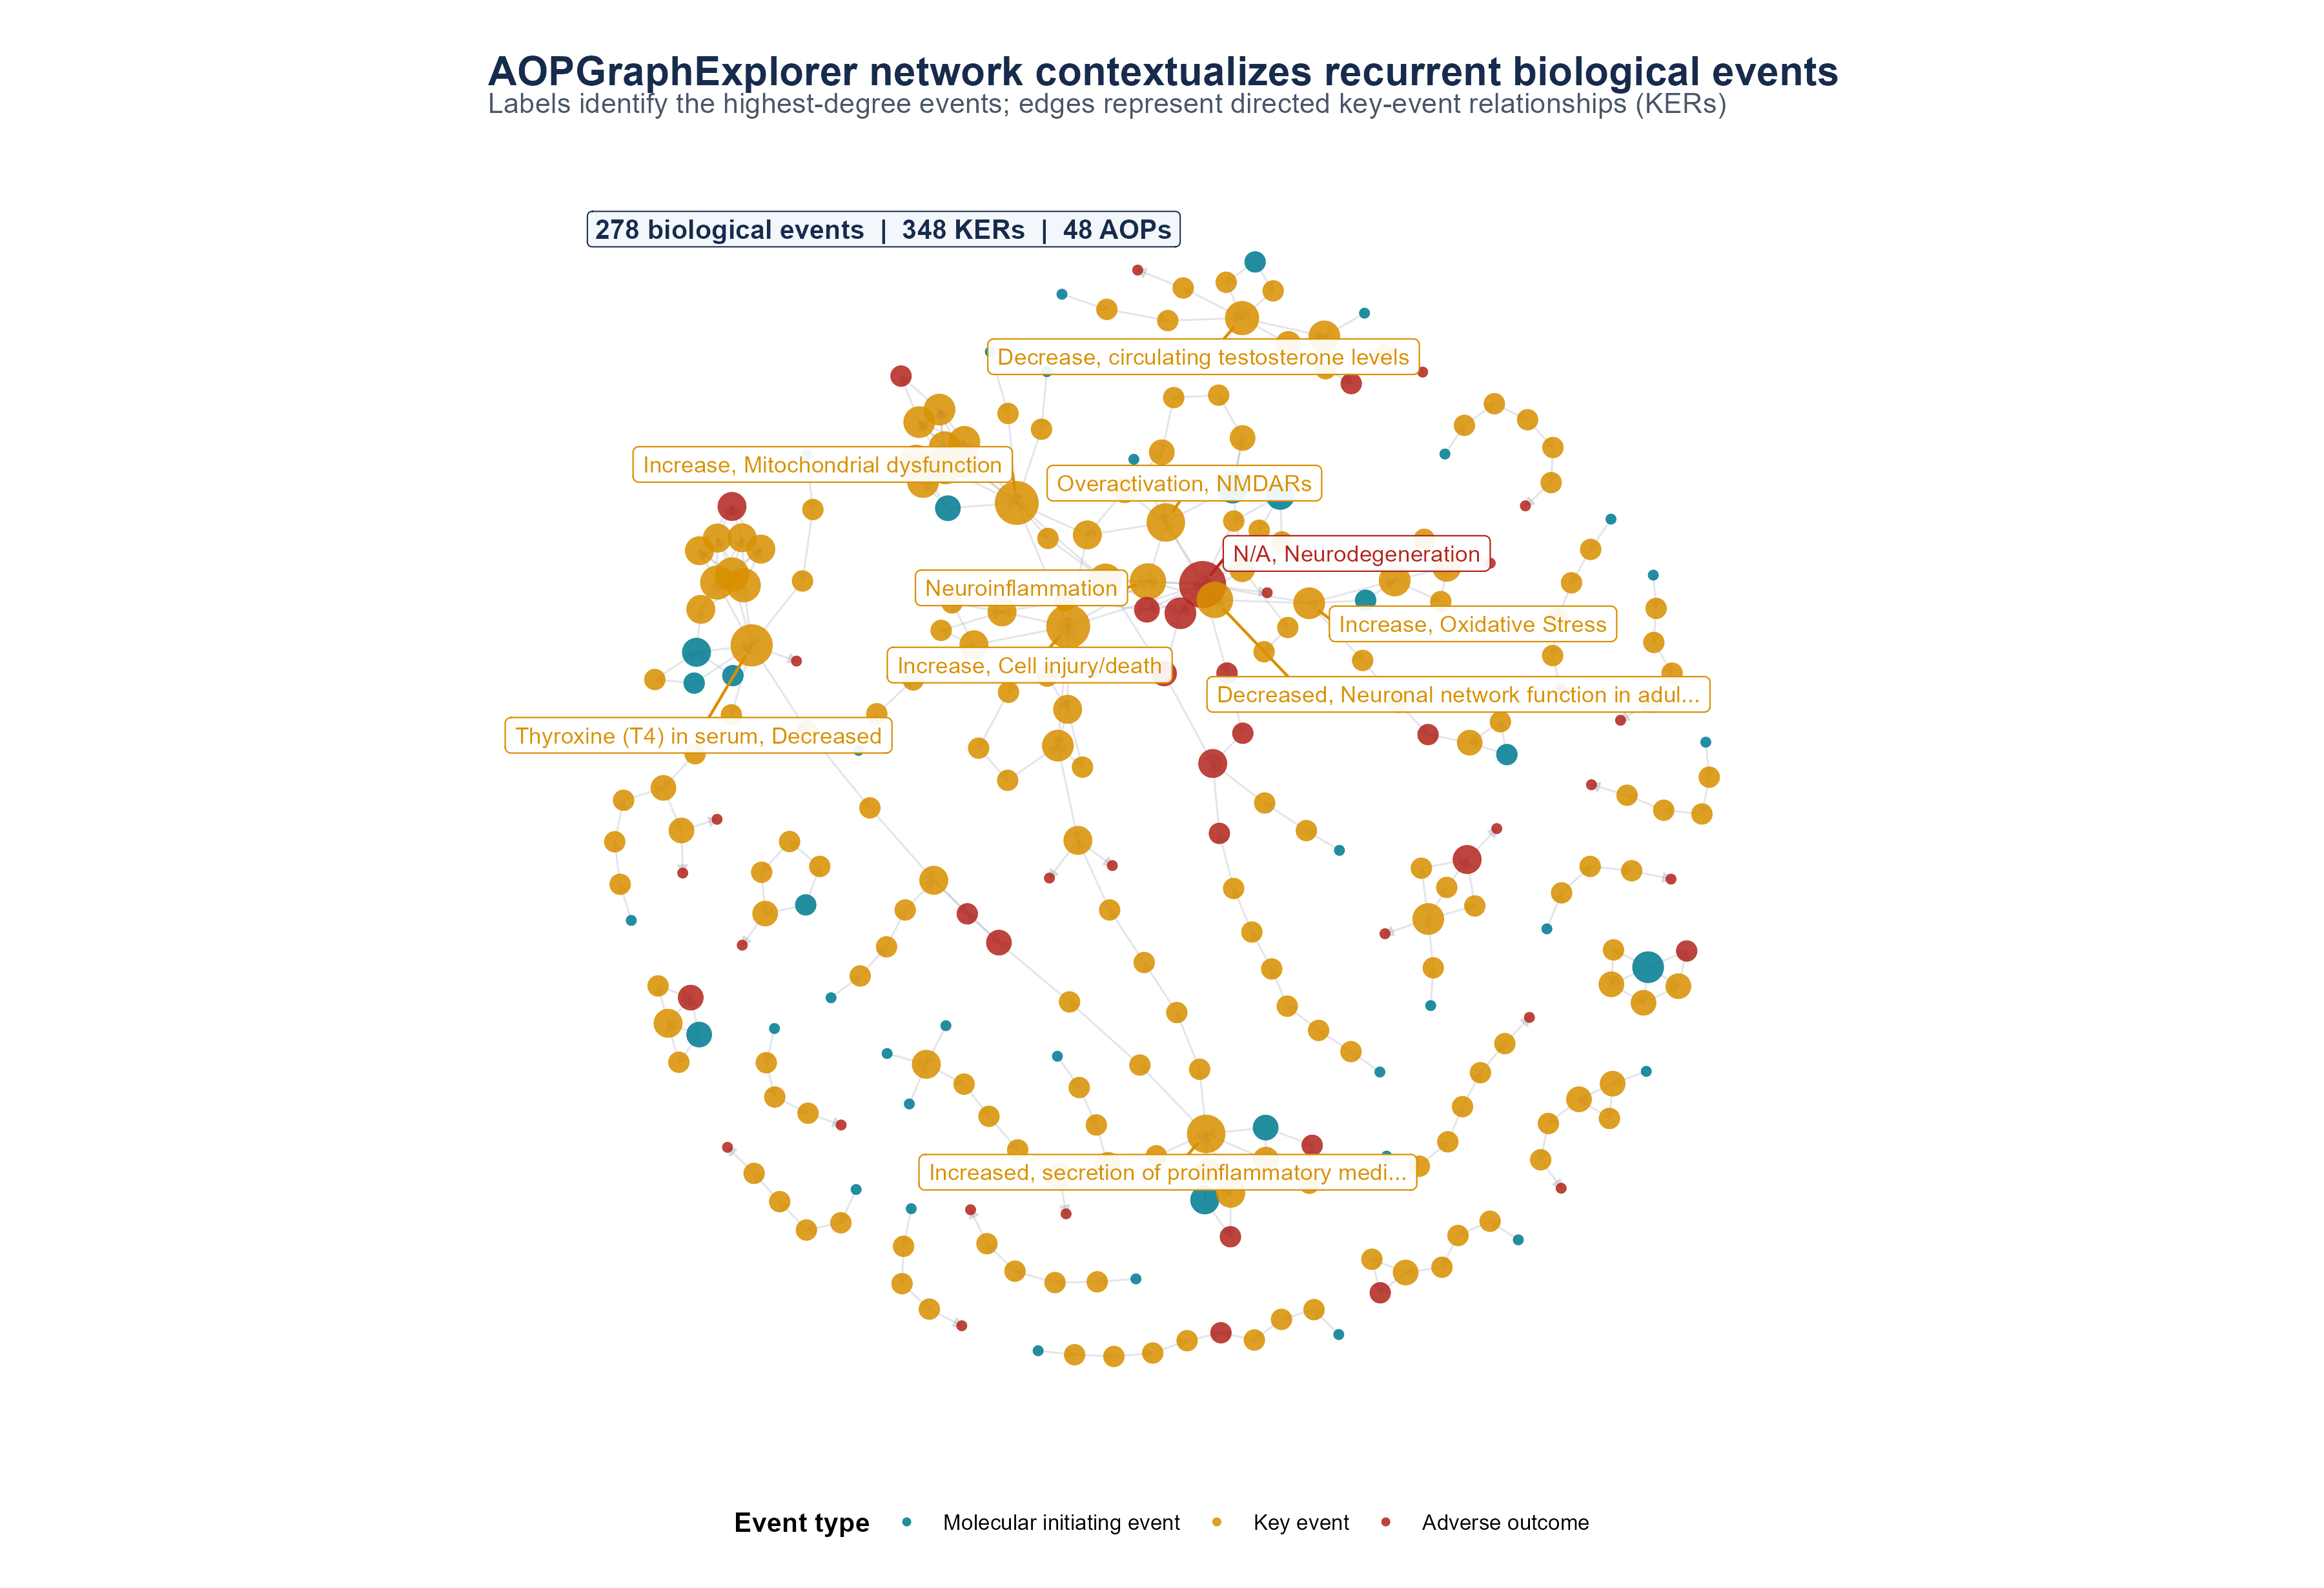 AOPGraphExplorer network contextualizes recurrent biological events
Labels identify the highest-degree events; edges represent directed key-event relationships (KERs)
278 biological events | 348 KERs | 48 AOPs
Decrease, circulating testosterone levels
Increase, Mitochondrial dysfunction
Overactivation, NMDARs
N/A, Neurodegeneration
Neuroinflammation
Increase, Oxidative Stress
Increase, Cell injury/death
Decreased, Neuronal network function in adul...
Thyroxine (T4) in serum, Decreased
Increased, secretion of proinflammatory medi...
Event type
Molecular initiating event
Key event
Adverse outcome